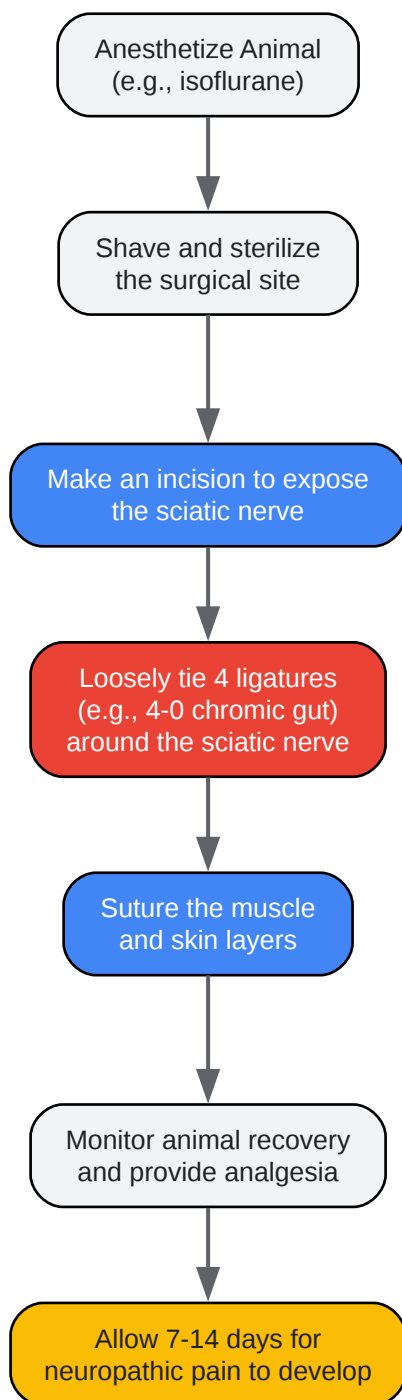 Anesthetize Animal
(e.g., isoflurane)
Shave and sterilize
the surgical site
Make an incision to expose
the sciatic nerve
Loosely tie 4 ligatures
(e.g., 4-0 chromic gut)
around the sciatic nerve
Suture the muscle
and skin layers
Monitor animal recovery
and provide analgesia
Allow 7-14 days for
neuropathic pain to develop